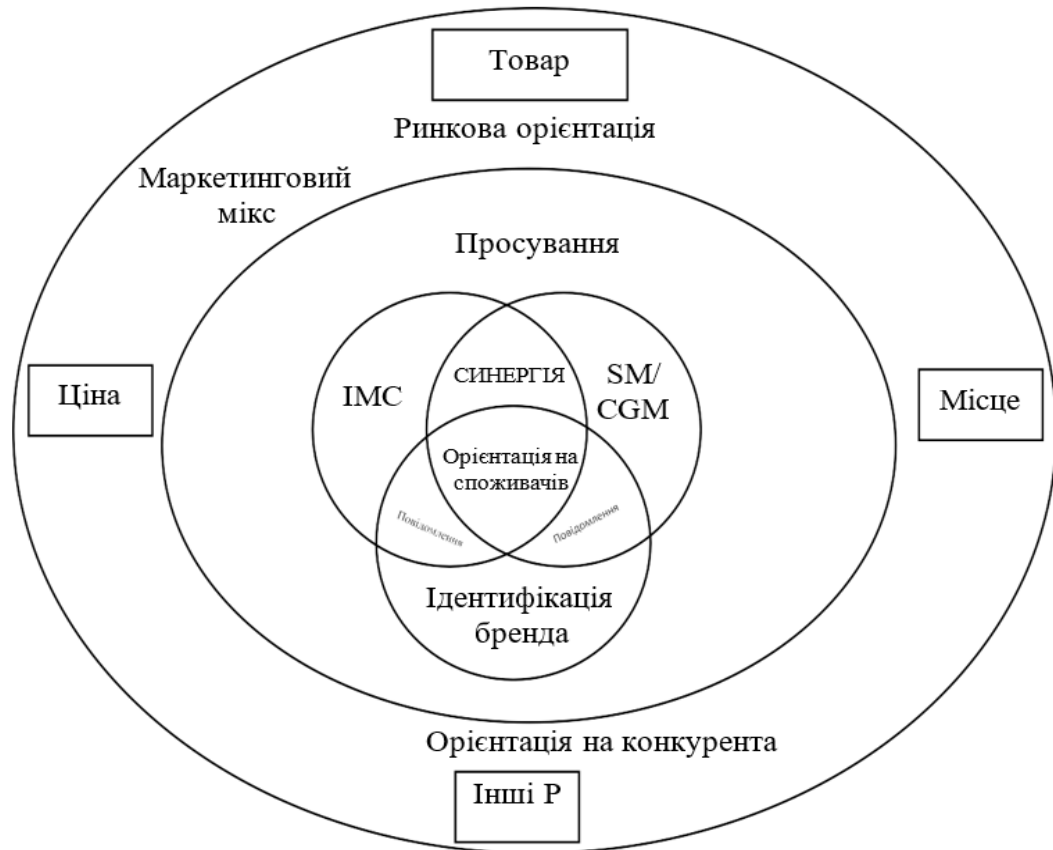 Товар
Ринкова орієнтація
Маркетинговий
мікс
Просування
СИНЕРГІЯ
ІМС
SM/
CGM
Ціна
Місце
Орієнтація на
споживачів
Повідомлення
Повідомлення
Ідентифікація
бренда
Орієнтація на конкурента
Інші Р